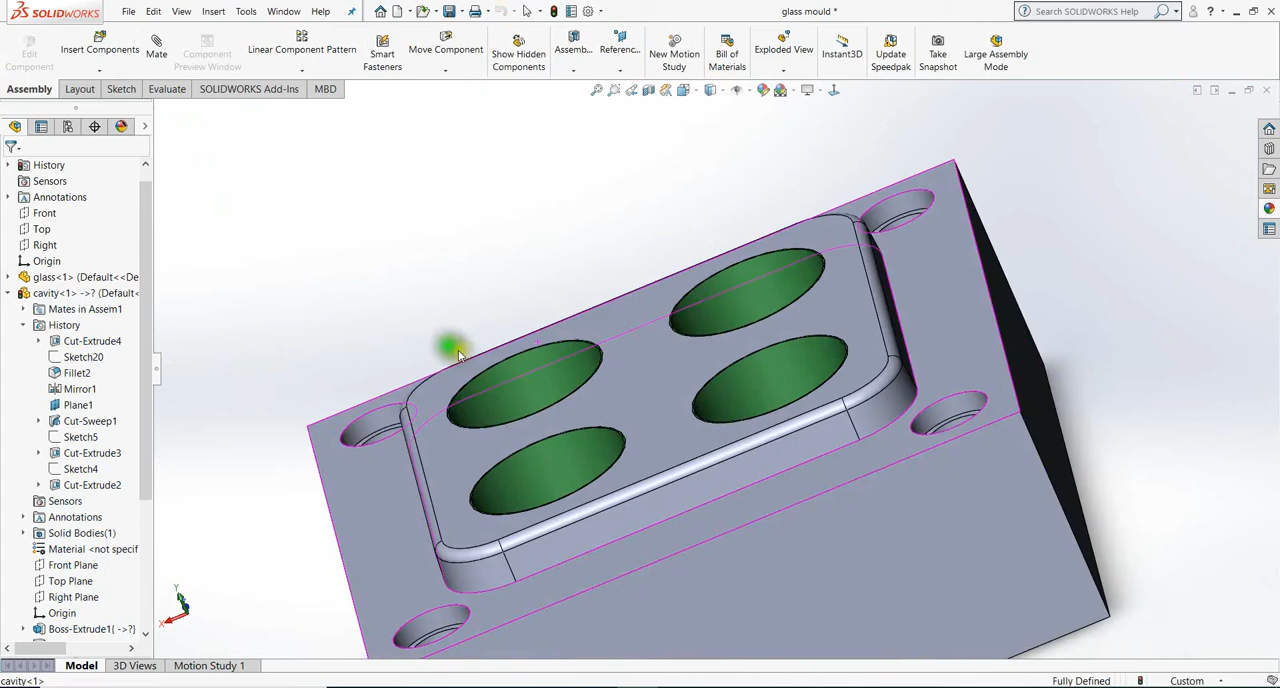 SOLIDWORKS
File Edit View Insert Tools Window Help
glass mould *
Search SOLIDWORKS Help
Edit Component
Insert Components
Mate
Component Preview Window
Linear Component Pattern
Smart Fasteners
Move Component
Show Hidden Components
Assemb...
Referenc...
New Motion Study
Bill of Materials
Exploded View
Instant3D
Update Speedpak
Take Snapshot
Large Assembly Mode
Assembly Layout Sketch Evaluate SOLIDWORKS Add-Ins MBD
History
Sensors
Annotations
Front
Top
Right
Origin
glass<1> (Default<<De
cavity<1> ->? (Default<
Mates in Assem1
History
Cut-Extrude4
Sketch20
Fillet2
Mirror1
Plane1
Cut-Sweep1
Sketch5
Cut-Extrude3
Sketch4
Cut-Extrude2
Sensors
Annotations
Solid Bodies(1)
Material <not specif
Front Plane
Top Plane
Right Plane
Origin
Boss-Extrude1{ ->?}
Y
X
Model 3D Views Motion Study 1
cavity<1>
Fully Defined
Custom